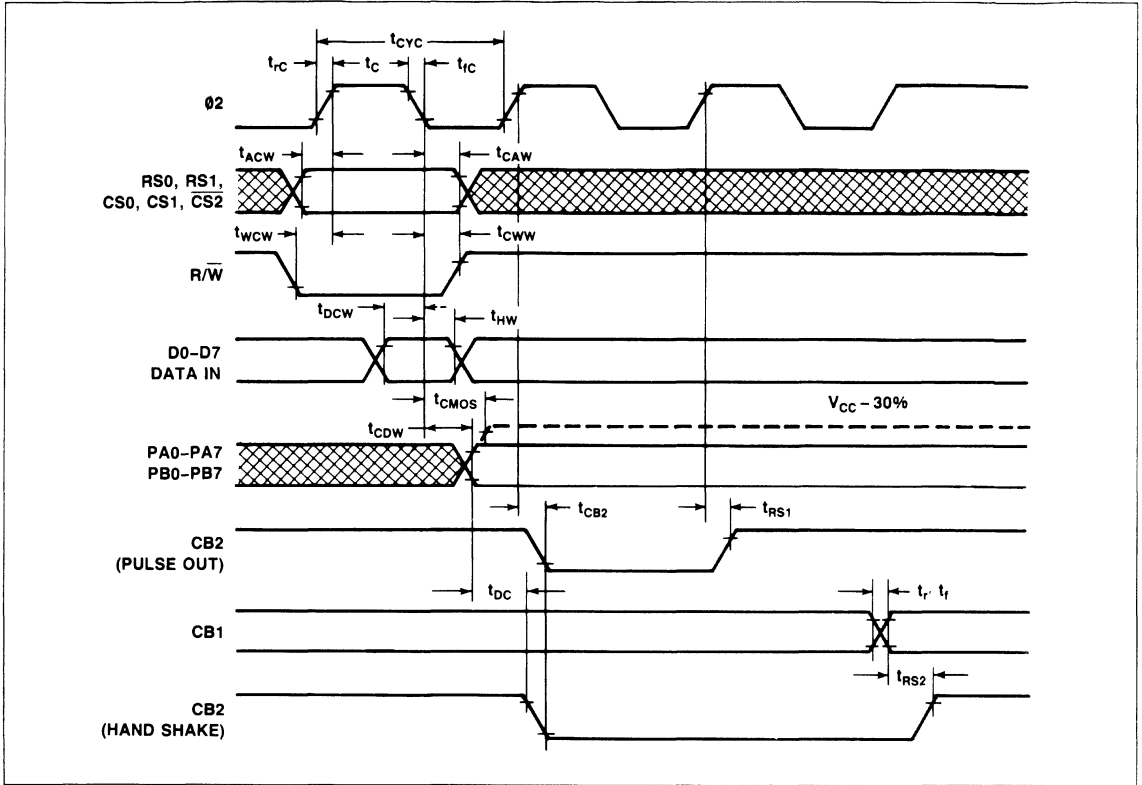 tCYC
trC tC tfC
Ø2
tACW tCAW
RS0, RS1,
CS0, CS1, C̅S̅2̅
tWCW tCWW
R/W̅
tDCW tHW
D0–D7
DATA IN
tCMOS
VCC – 30%
tCDW
PA0–PA7
PB0–PB7
tCB2 tRS1
CB2
(PULSE OUT)
tDC
tr, tf
CB1
tRS2
CB2
(HAND SHAKE)